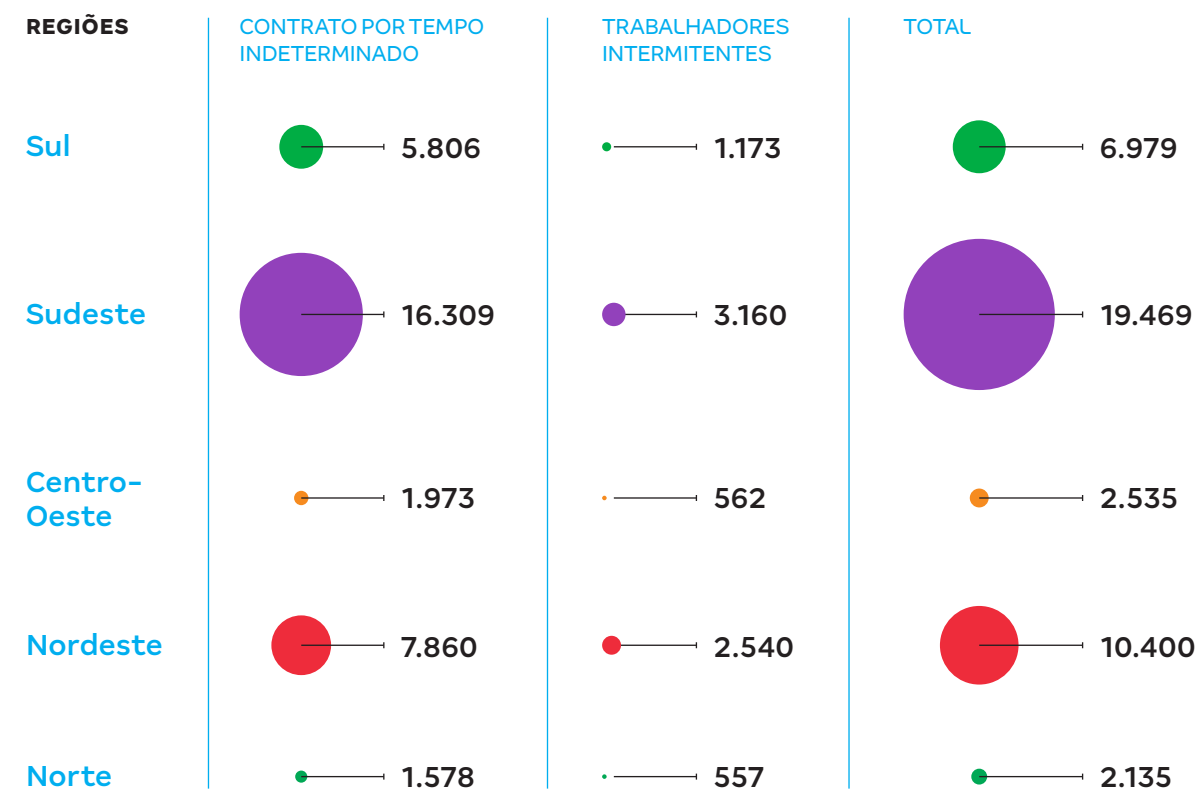 REGIÕES
CONTRATO POR TEMPO
INDETERMINADO
TRABALHADORES
INTERMITENTES
TOTAL
Sul
5.806
1.173
6.979
Sudeste
16.309
3.160
19.469
Centro-
Oeste
1.973
562
2.535
Nordeste
7.860
2.540
10.400
Norte
1.578
557
2.135